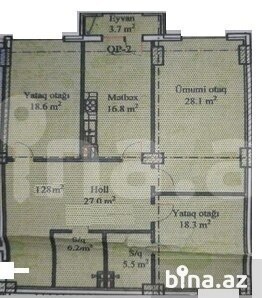 Eyvan
3.7 m²
QP-2
Yataq otağı
18.6 m²
Mətbəx
16.8 m²
Ümumi otaq
28.1 m²
128 m²
Holl
27.0 m²
Yataq otağı
18.3 m²
S/q
6.2 m²
S/q
5.5 m²
bina.az